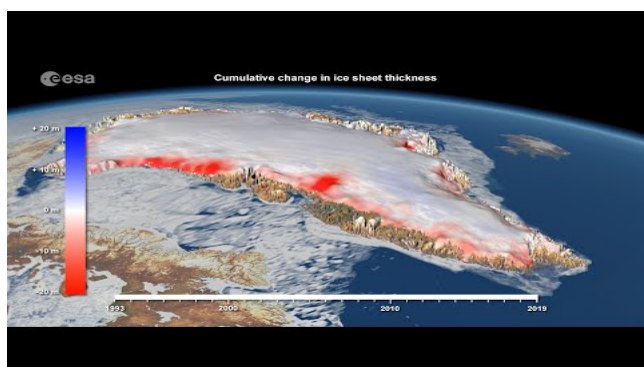 esa
Cumulative change in ice sheet thickness
+ 20 m
+ 10 m
0 m
-10 m
-20 m
1993
2000
2010
2019